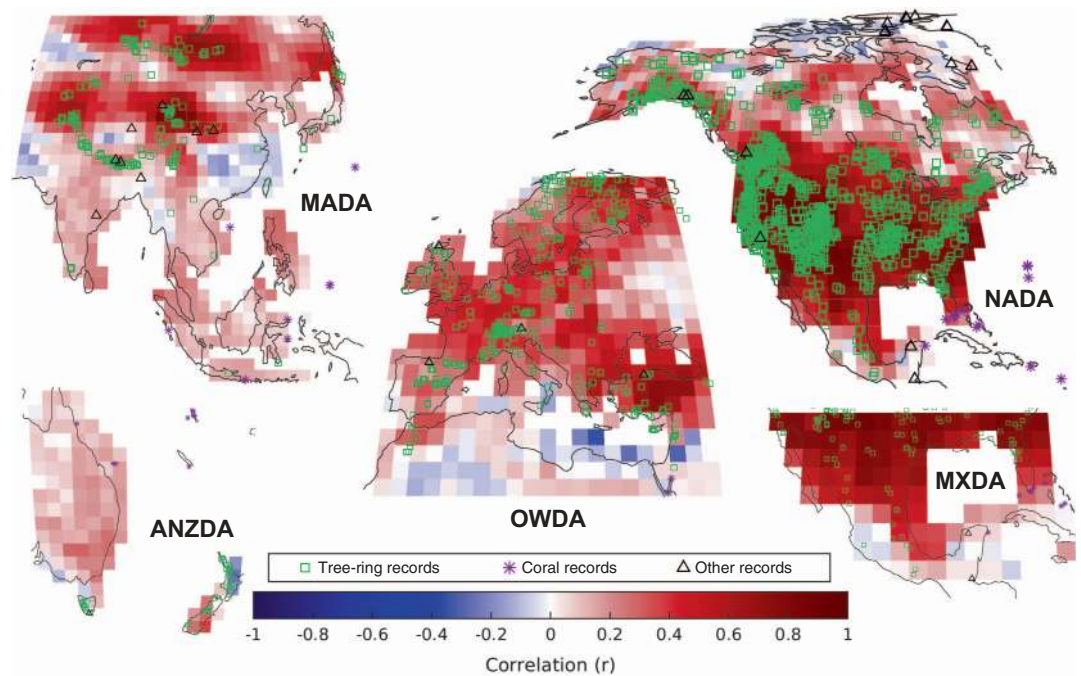 MADA
NADA
MXDA
OWDA
ANZDA
Tree-ring records
Coral records
Other records
-1 -0.8 -0.6 -0.4 -0.2 0 0.2 0.4 0.6 0.8 1
Correlation (r)